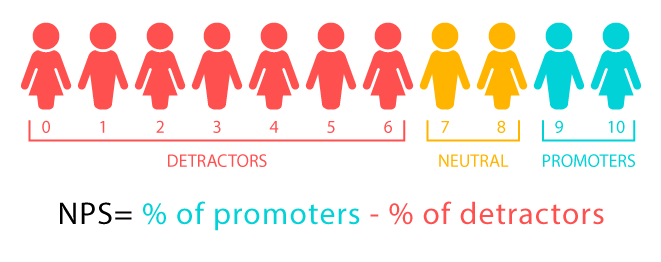 0 1 2 3 4 5 6 7 8 9 10
DETRACTORS NEUTRAL PROMOTERS
NPS= % of promoters - % of detractors